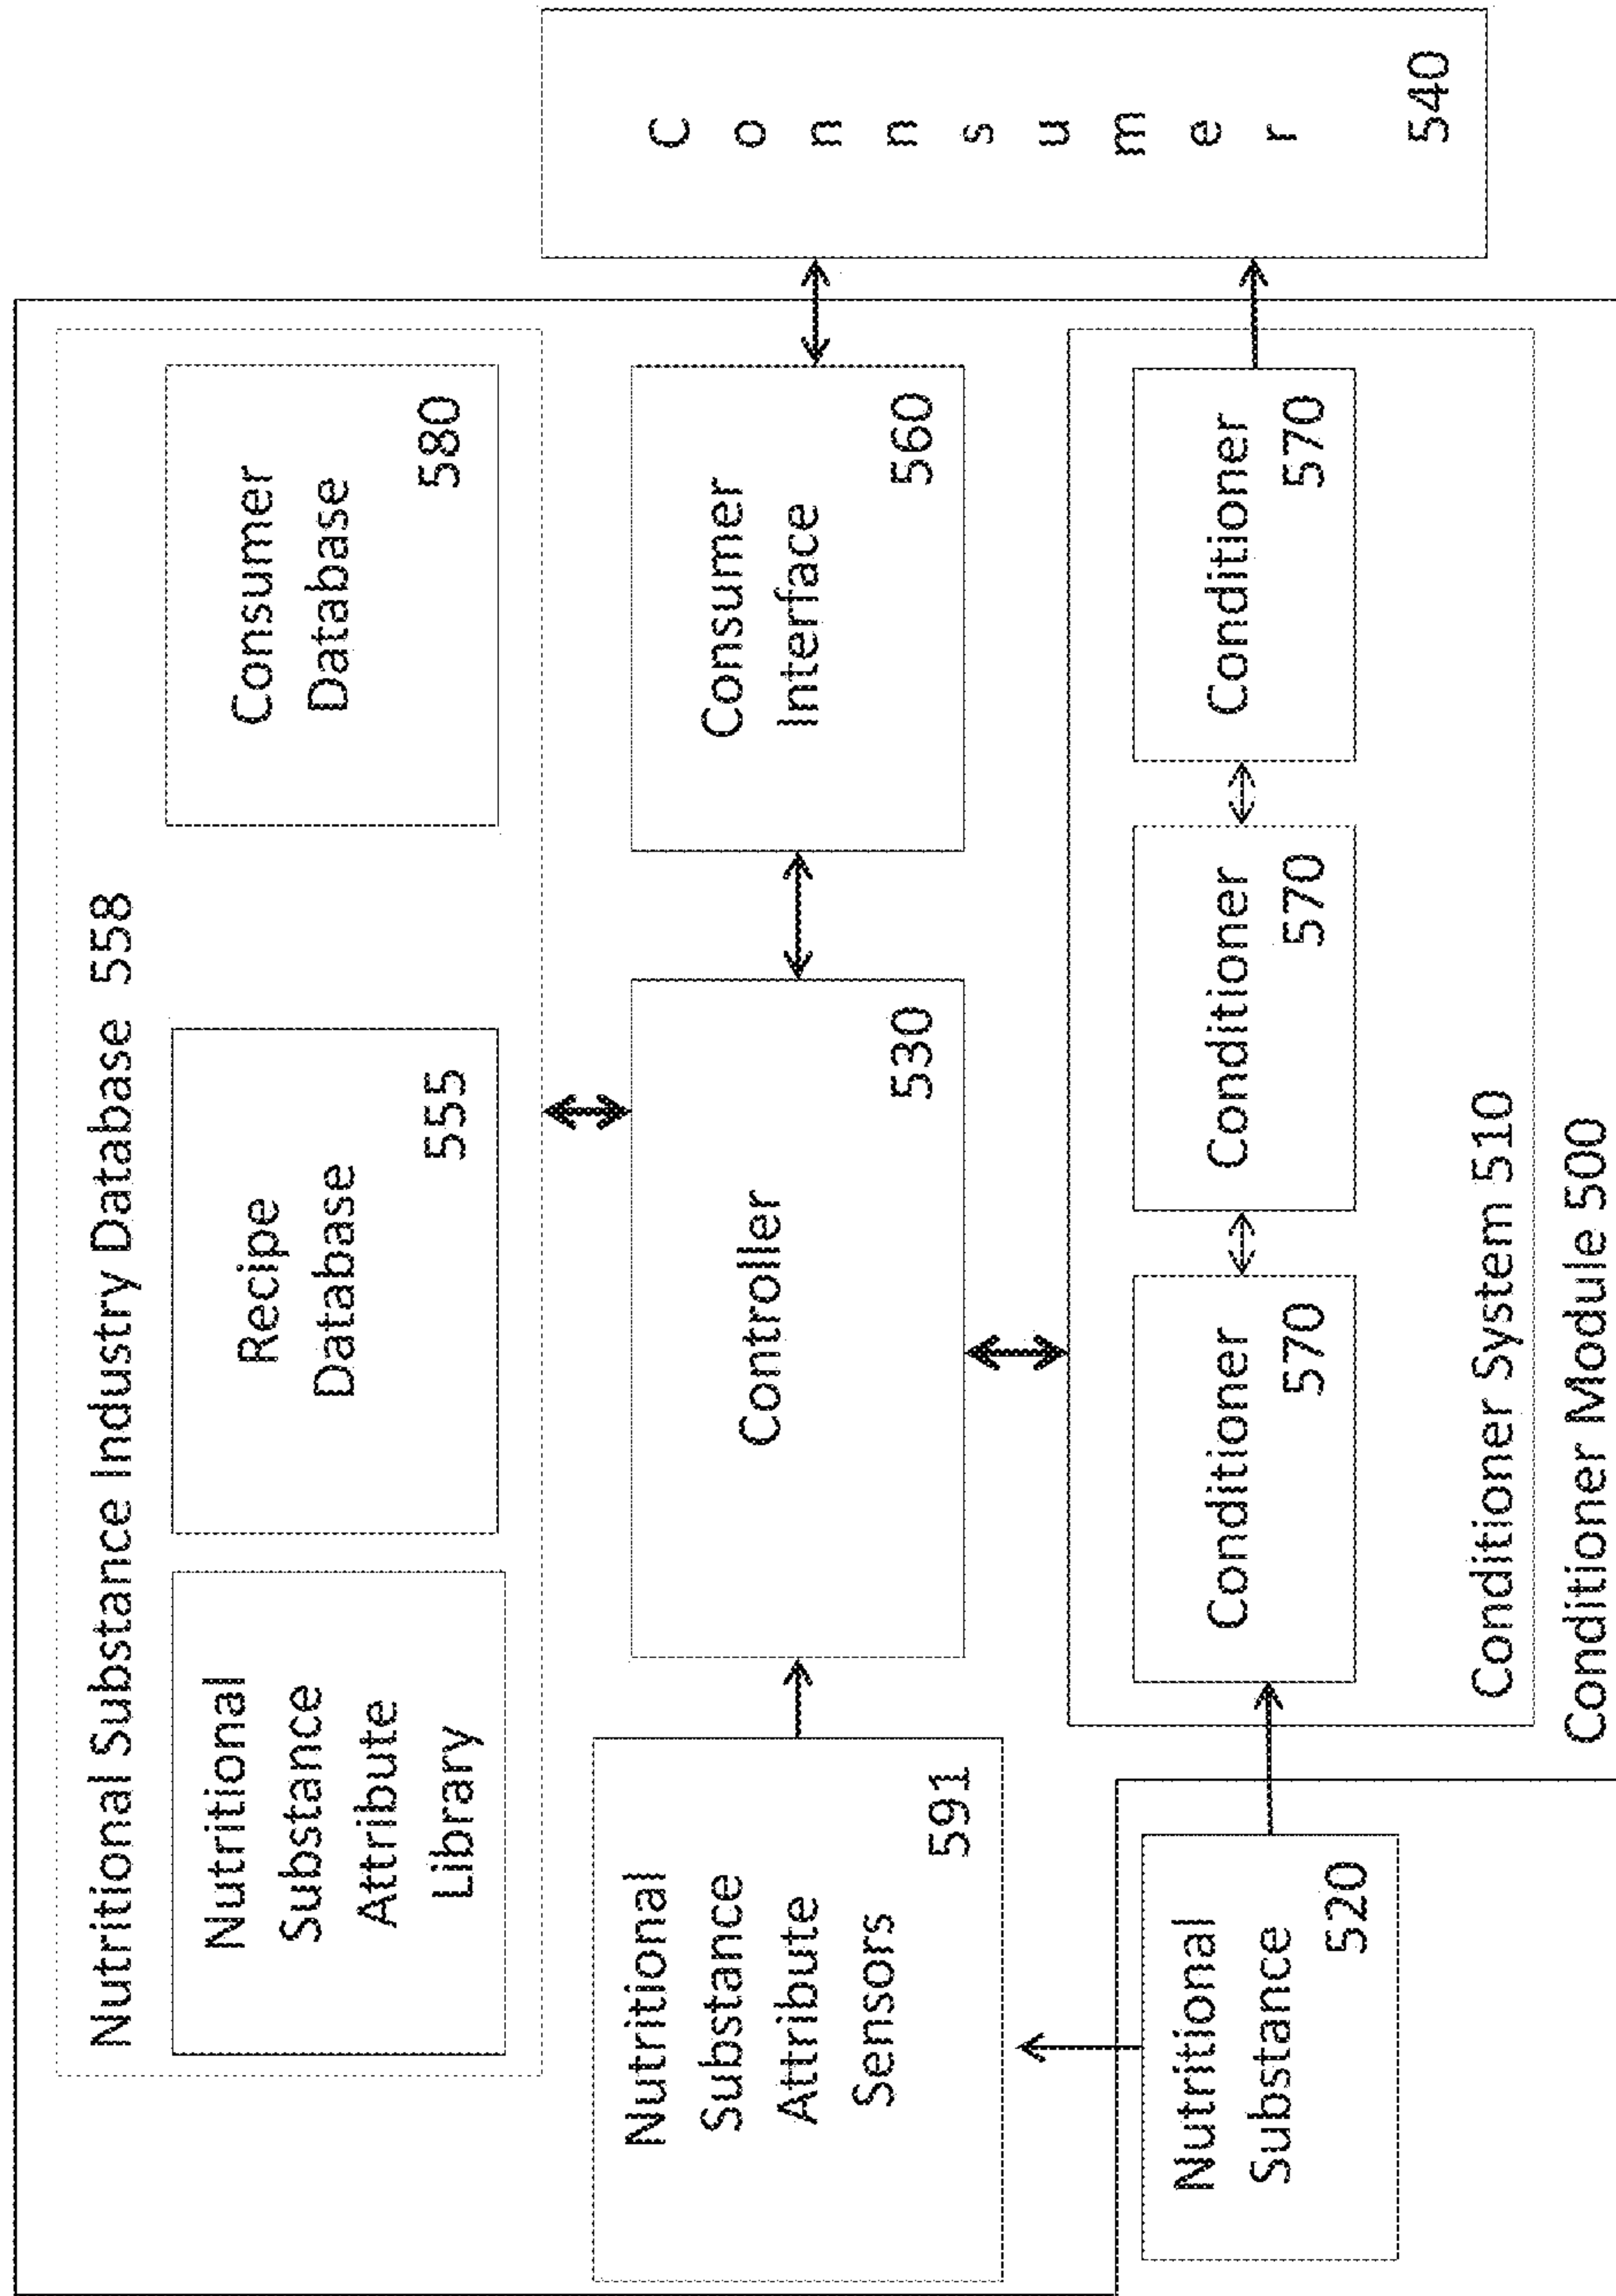 Nutritional Substance Industry Database 558
Nutritional
Substance
Attribute
Library
Recipe
Database
555
Consumer
Database
580
Nutritional
Substance
Attribute
Sensors
591
Controller
530
Consumer
Interface
560
C
o
n
n
s
u
m
e
r
540
Nutritional
Substance
520
Conditioner
570
Conditioner
570
Conditioner
570
Conditioner System 510
Conditioner Module 500